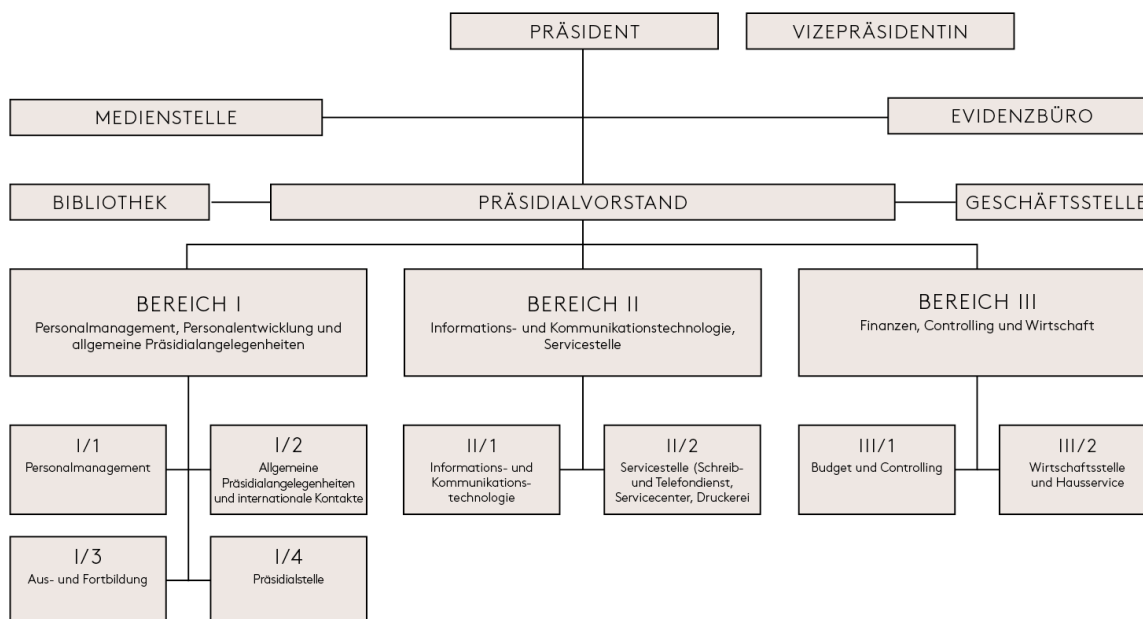 PRÄSIDENT
VIZEPRÄSIDENTIN
MEDIENSTELLE
EVIDENZBÜRO
BIBLIOTHEK
PRÄSIDIALVORSTAND
GESCHÄFTSSTELLE
BEREICH I
Personalmanagement, Personalentwicklung und
allgemeine Präsidialangelegenheiten
BEREICH II
Informations- und Kommunikationstechnologie,
Servicestelle
BEREICH III
Finanzen, Controlling und Wirtschaft
I/1
Personalmanagement
I/2
Allgemeine
Präsidialangelegenheiten
und internationale Kontakte
II/1
Informations- und
Kommunikations-
technologie
II/2
Servicestelle (Schreib-
und Telefondienst,
Servicecenter, Druckerei
III/1
Budget und Controlling
III/2
Wirtschaftsstelle
und Hausservice
I/3
Aus- und Fortbildung
I/4
Präsidialstelle